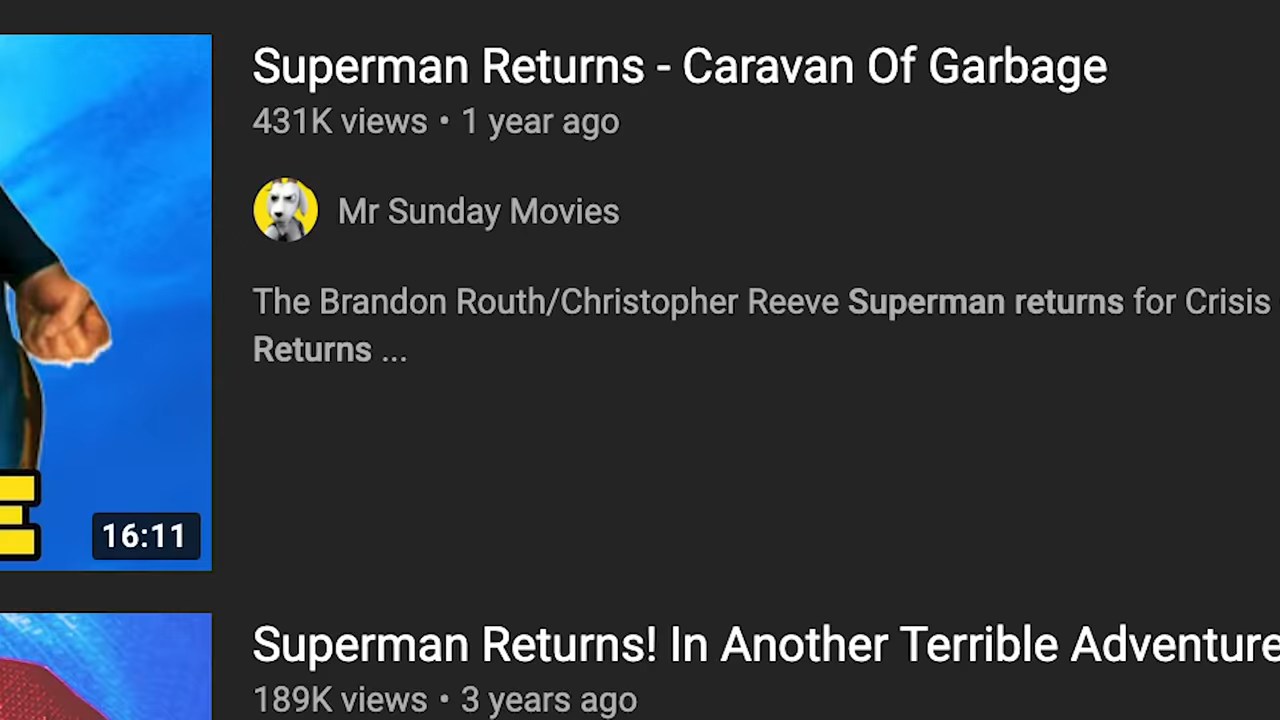 Superman Returns - Caravan Of Garbage
431K views • 1 year ago
Mr Sunday Movies
The Brandon Routh/Christopher Reeve Superman returns for Crisis
Returns ...
E
16:11
Superman Returns! In Another Terrible Adventure
189K views • 3 years ago